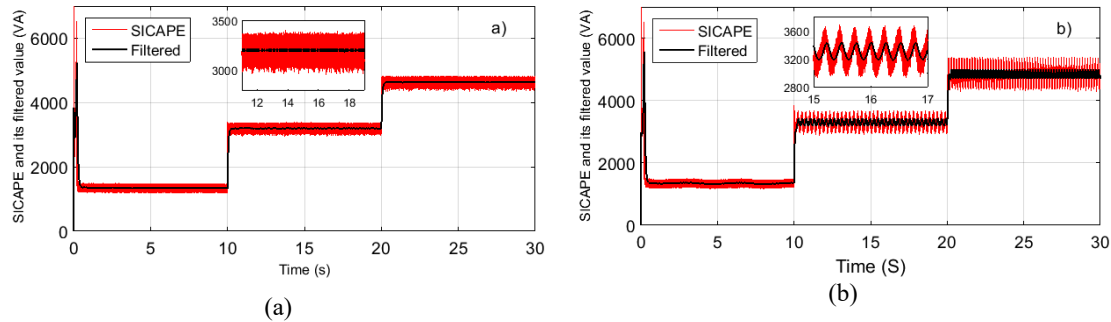 SICAPE and its filtered value (VA)
6000
4000
2000
0
SICAPE
Filtered
3500
3000
12 14 16 18
a)
0 5 10 15 20 25 30
Time (s)
(a)
SICAPE and its filtered value (VA)
6000
4000
2000
0
SICAPE
Filtered
3600
3200
2800
15 16 17
b)
0 5 10 15 20 25 30
Time (S)
(b)